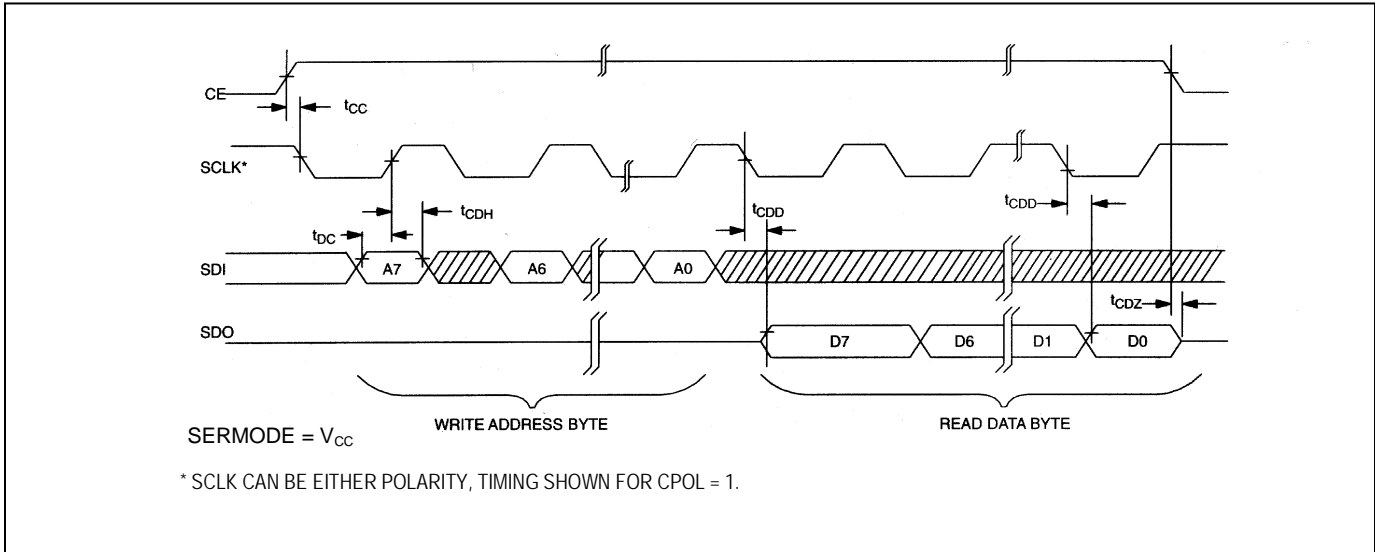 CE
tCC
SCLK*
tCDH
tCDD
tCDD
tDC
SDI
A7
A6
A0
tCDZ
SDO
D7
D6
D1
D0
WRITE ADDRESS BYTE
READ DATA BYTE
SERMODE = VCC
* SCLK CAN BE EITHER POLARITY, TIMING SHOWN FOR CPOL = 1.